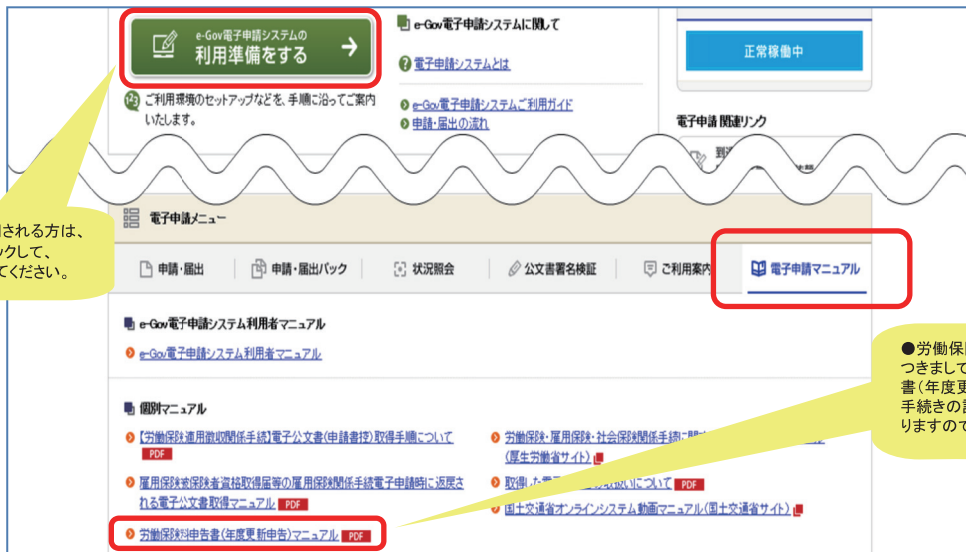 e-Gov電子申請システムの
利用準備をする
ご利用環境のセットアップなどを、手順に沿ってご案内
いたします。
e-Gov電子申請システムに関して
電子申請システムとは
e-Gov電子申請システムご利用ガイド
申請・届出の流れ
正常稼働中
電子申請 関連リンク
される方は、
ックして、
てください。
電子申請メニュー
申請・届出
申請・届出パック
状況照会
公文書署名検証
ご利用案内
電子申請マニュアル
e-Gov電子申請システム利用者マニュアル
e-Gov電子申請システム利用者マニュアル
個別マニュアル
【労働保険適用徴収関係手続】電子公文書(申請書控)取得手順について
PDF
雇用保険被保険者資格取得届等の雇用保険関係手続電子申請時に返戻さ
れる電子公文書取得マニュアル PDF
労働保険料申告書(年度更新申告)マニュアル PDF
労働保険・雇用保険・社会保険関係手続に
(厚生労働省サイト)
取得した電 取扱いについて PDF
国土交通省オンラインシステム動画マニュアル(国土交通省サイト)
●労働保
つきまして
書(年度更
手続きの
りますので